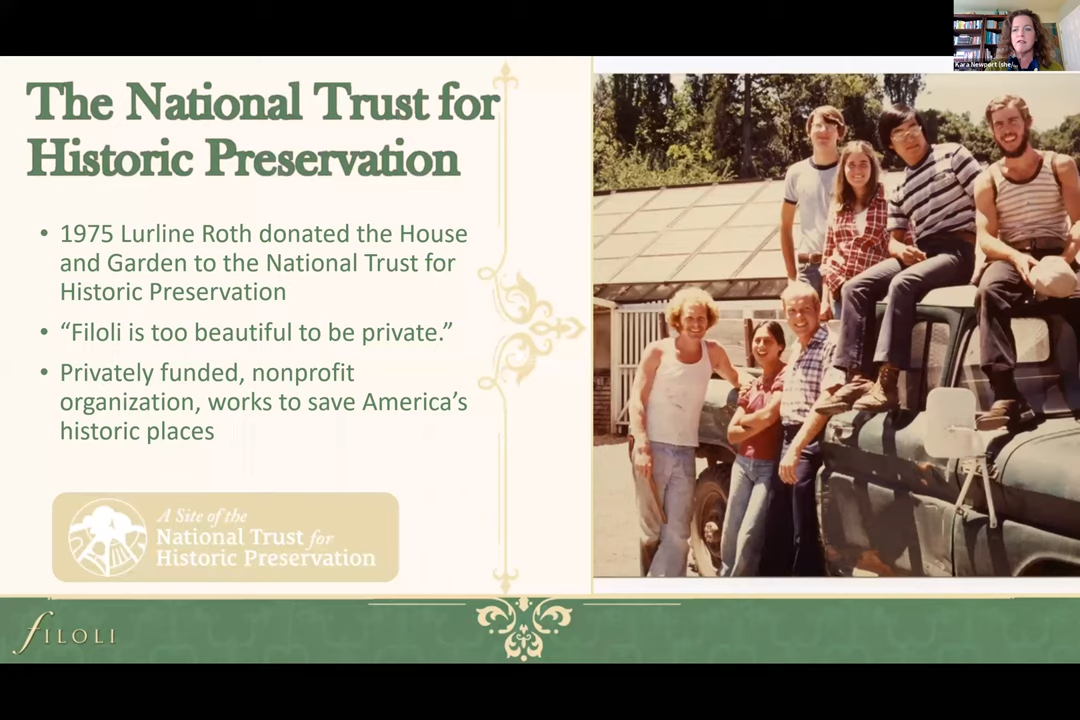 Kara Newport (she/...
The National Trust for
Historic Preservation
• 1975 Lurline Roth donated the House
and Garden to the National Trust for
Historic Preservation
• “Filoli is too beautiful to be private.”
• Privately funded, nonprofit
organization, works to save America’s
historic places
A Site of the
National Trust for
Historic Preservation
FILOLI